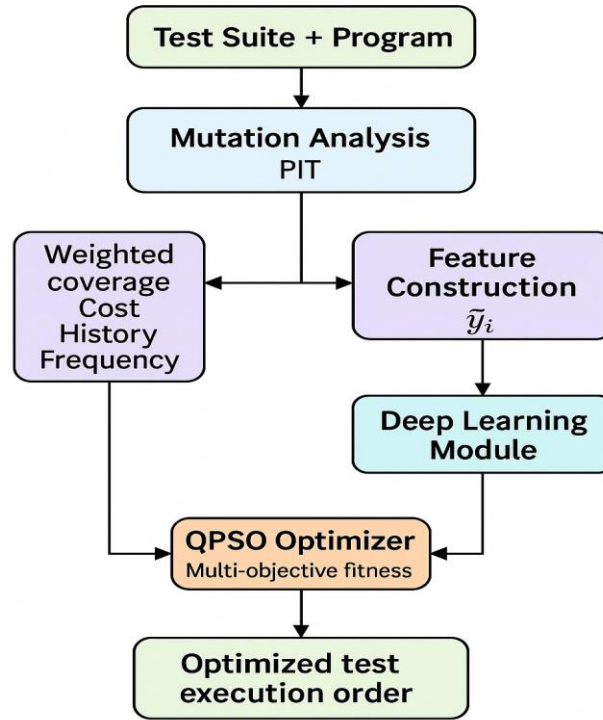 Test Suite + Program
Mutation Analysis
PIT
Weighted
coverage
Cost
History
Frequency
Feature
Construction
ỹᵢ
Deep Learning
Module
QPSO Optimizer
Multi-objective fitness
Optimized test
execution order